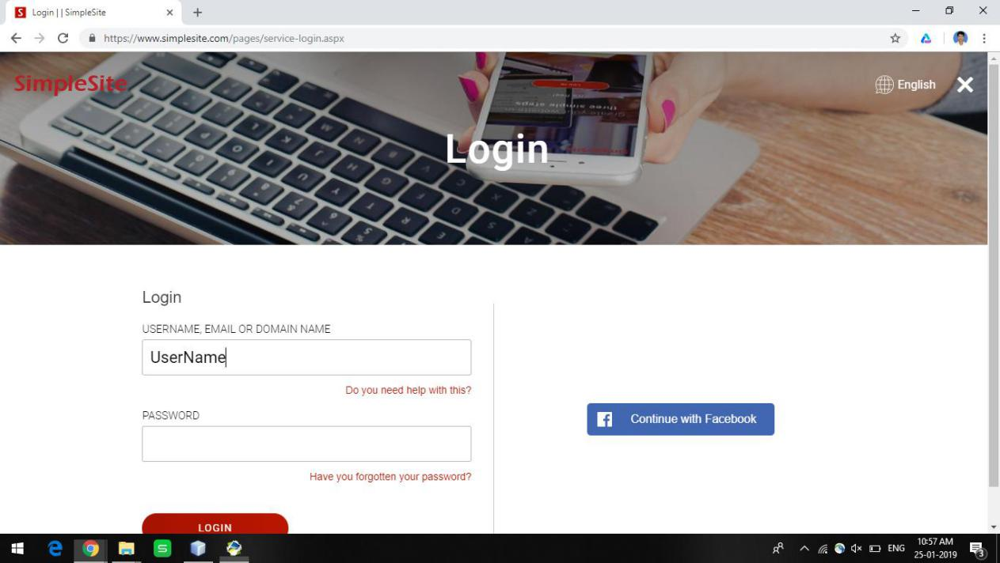 Login | | SimpleSite
https://www.simplesite.com/pages/service-login.aspx
SimpleSite
English
Login
Login
USERNAME, EMAIL OR DOMAIN NAME
UserName
Do you need help with this?
PASSWORD
Continue with Facebook
Have you forgotten your password?
LOGIN
ENG
10:57 AM
25-01-2019
3